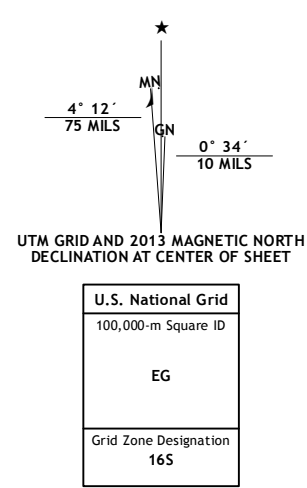 MN
4° 12´
75 MILS
GN
0° 34´
10 MILS
UTM GRID AND 2013 MAGNETIC NORTH
DECLINATION AT CENTER OF SHEET
U.S. National Grid
100,000-m Square ID
EG
Grid Zone Designation
16S